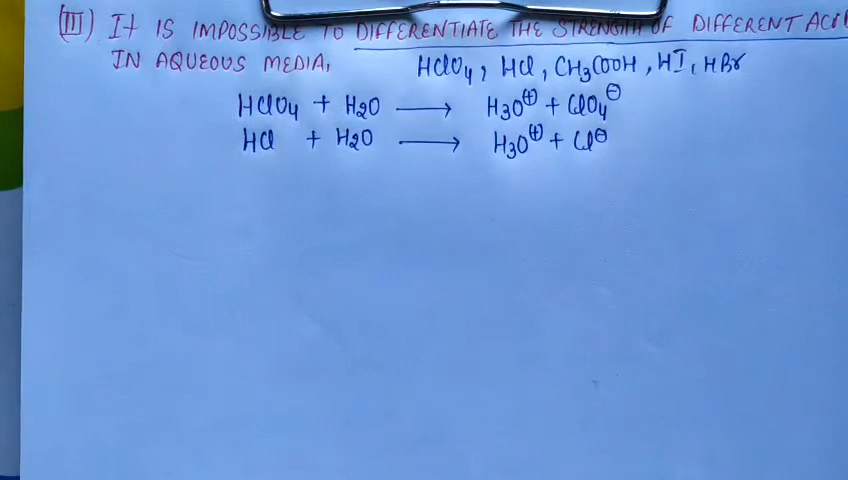 (III) It IS IMPOSSIBLE TO DIFFERENTIATE THE STRENGTH OF DIFFERENT
IN AQUEOUS MEDIA, HClO₄, HCl, CH₃COOH, HI, HBr
HClO₄ + H₂O ⟶ H₃O⊕ + ClO₄⊖
HCl + H₂O ⟶ H₃O⊕ + Cl⊖